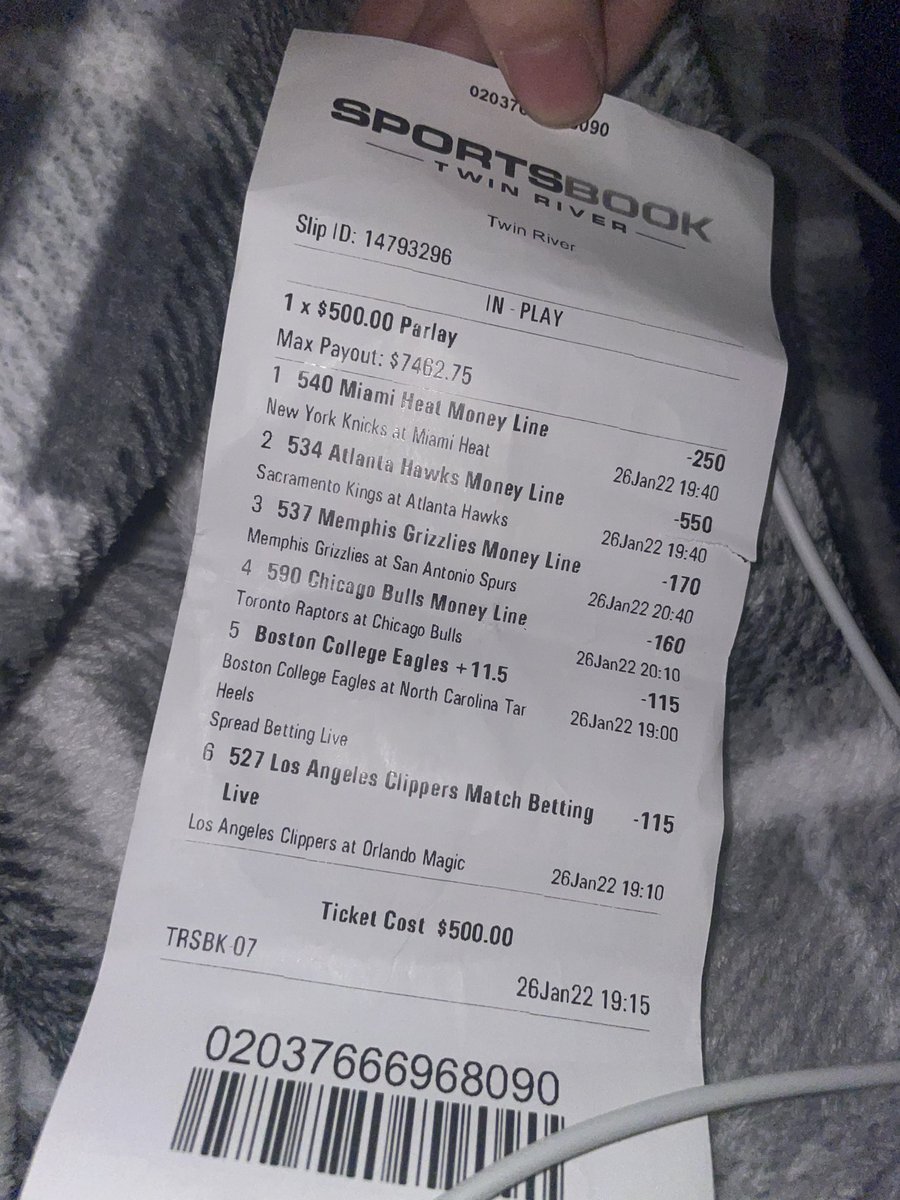 02037 090
SPORTSBOOK
TWIN RIVER
Twin River
Slip ID: 14793296
IN - PLAY
1 x $500.00 Parlay
Max Payout: $7462.75
1 540 Miami Heat Money Line -250
New York Knicks at Miami Heat 26Jan22 19:40
2 534 Atlanta Hawks Money Line -550
Sacramento Kings at Atlanta Hawks 26Jan22 19:40
3 537 Memphis Grizzlies Money Line -170
Memphis Grizzlies at San Antonio Spurs 26Jan22 20:40
4 590 Chicago Bulls Money Line -160
Toronto Raptors at Chicago Bulls 26Jan22 20:10
5 Boston College Eagles +11.5 -115
Boston College Eagles at North Carolina Tar 26Jan22 19:00
Heels
Spread Betting Live
6 527 Los Angeles Clippers Match Betting -115
Live
Los Angeles Clippers at Orlando Magic 26Jan22 19:10
Ticket Cost $500.00
TRSBK-07 26Jan22 19:15
02037666968090